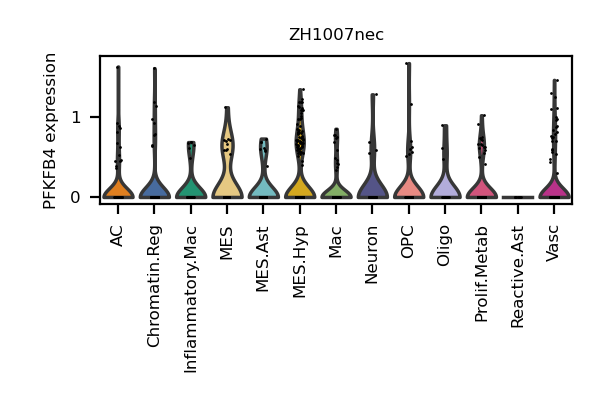 ZH1007nec
PFKFB4 expression
1
0
AC
Chromatin.Reg
Inflammatory.Mac
MES
MES.Ast
MES.Hyp
Mac
Neuron
OPC
Oligo
Prolif.Metab
Reactive.Ast
Vasc